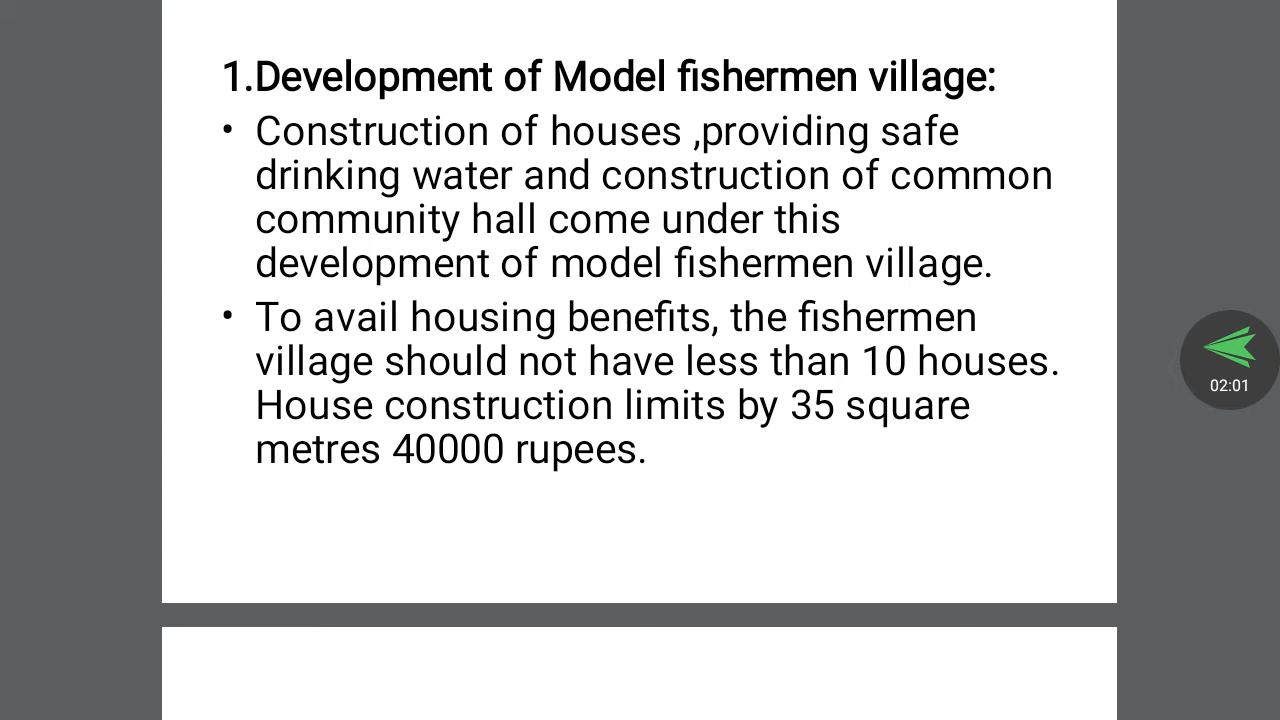 1.Development of Model fishermen village:
• Construction of houses ,providing safe
drinking water and construction of common
community hall come under this
development of model fishermen village.
• To avail housing benefits, the fishermen
village should not have less than 10 houses.
House construction limits by 35 square
metres 40000 rupees.
02:01